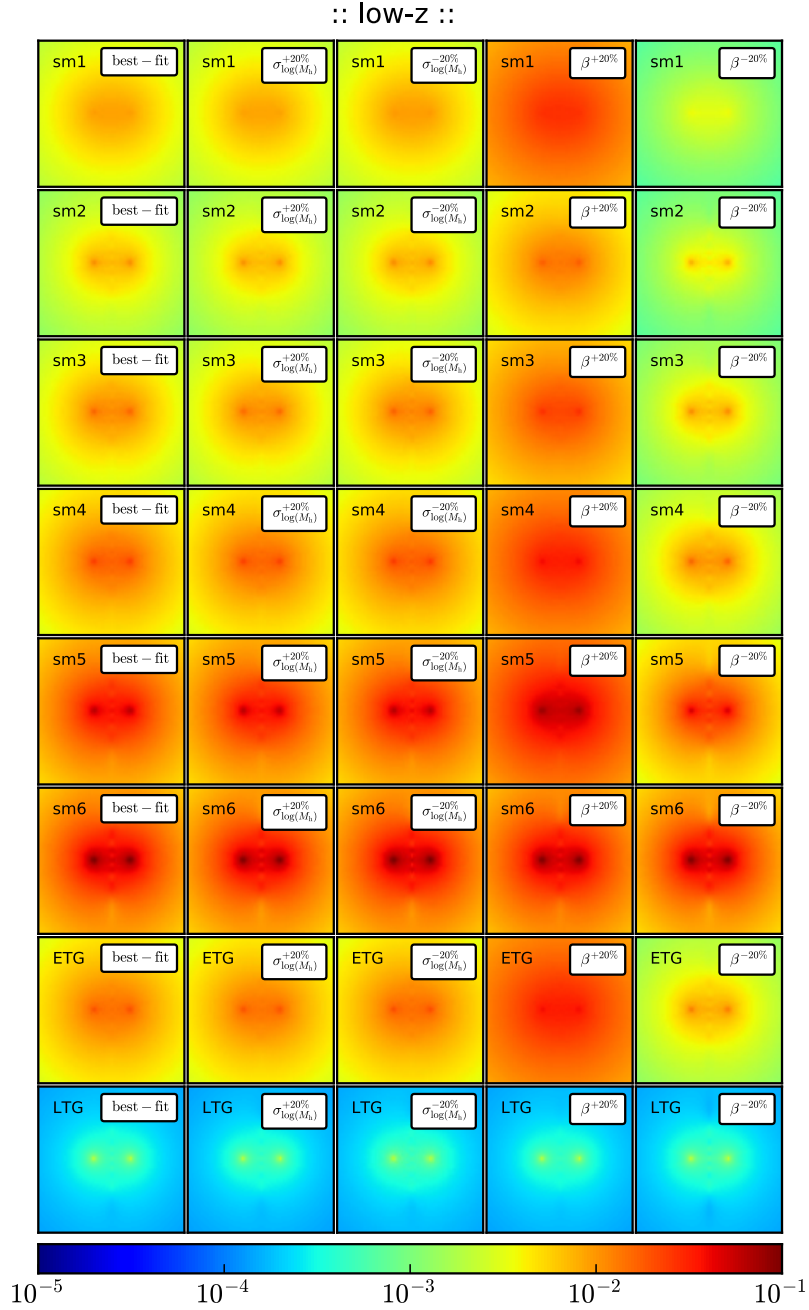 :: low-z ::
sm1 best − fit sm1 σ^{+20%}_{log(M_h)} sm1 σ^{−20%}_{log(M_h)} sm1 β^{+20%} sm1 β^{−20%}
sm2 best − fit sm2 σ^{+20%}_{log(M_h)} sm2 σ^{−20%}_{log(M_h)} sm2 β^{+20%} sm2 β^{−20%}
sm3 best − fit sm3 σ^{+20%}_{log(M_h)} sm3 σ^{−20%}_{log(M_h)} sm3 β^{+20%} sm3 β^{−20%}
sm4 best − fit sm4 σ^{+20%}_{log(M_h)} sm4 σ^{−20%}_{log(M_h)} sm4 β^{+20%} sm4 β^{−20%}
sm5 best − fit sm5 σ^{+20%}_{log(M_h)} sm5 σ^{−20%}_{log(M_h)} sm5 β^{+20%} sm5 β^{−20%}
sm6 best − fit sm6 σ^{+20%}_{log(M_h)} sm6 σ^{−20%}_{log(M_h)} sm6 β^{+20%} sm6 β^{−20%}
ETG best − fit ETG σ^{+20%}_{log(M_h)} ETG σ^{−20%}_{log(M_h)} ETG β^{+20%} ETG β^{−20%}
LTG best − fit LTG σ^{+20%}_{log(M_h)} LTG σ^{−20%}_{log(M_h)} LTG β^{+20%} LTG β^{−20%}
10^{−5} 10^{−4} 10^{−3} 10^{−2} 10^{−1}